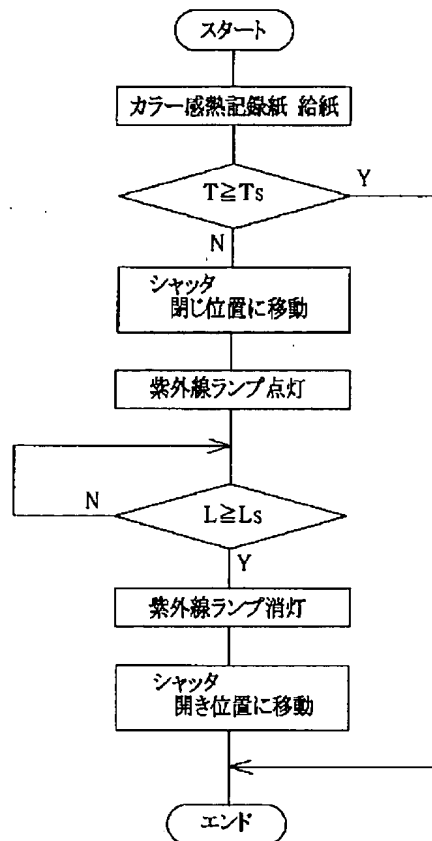 スタート
カラー感熱記録紙 給紙
T≧Ts
Y
N
シャッタ
閉じ位置に移動
紫外線ランプ点灯
N
L≧Ls
Y
紫外線ランプ消灯
シャッタ
開き位置に移動
エンド